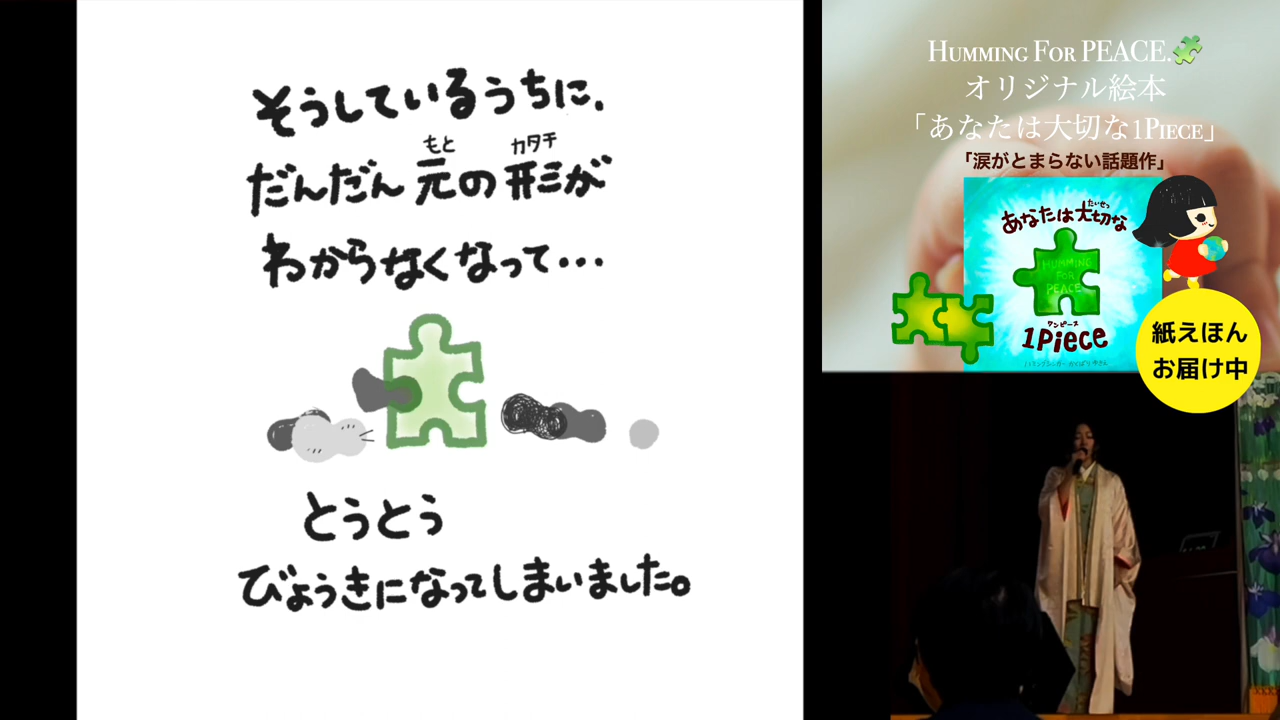 そうしているうちに、
もと カタチ
だんだん元の形が
わからなくなって…
とうとう
びょうきになってしまいました。
HUMMING FOR PEACE.
オリジナル絵本
「あなたは大切な1PIECE」
「涙がとまらない話題作」
たいせつ
あなたは大切な
HUMMING
FOR
PEACE
ワンピース
1Piece
紙えほん
お届け中